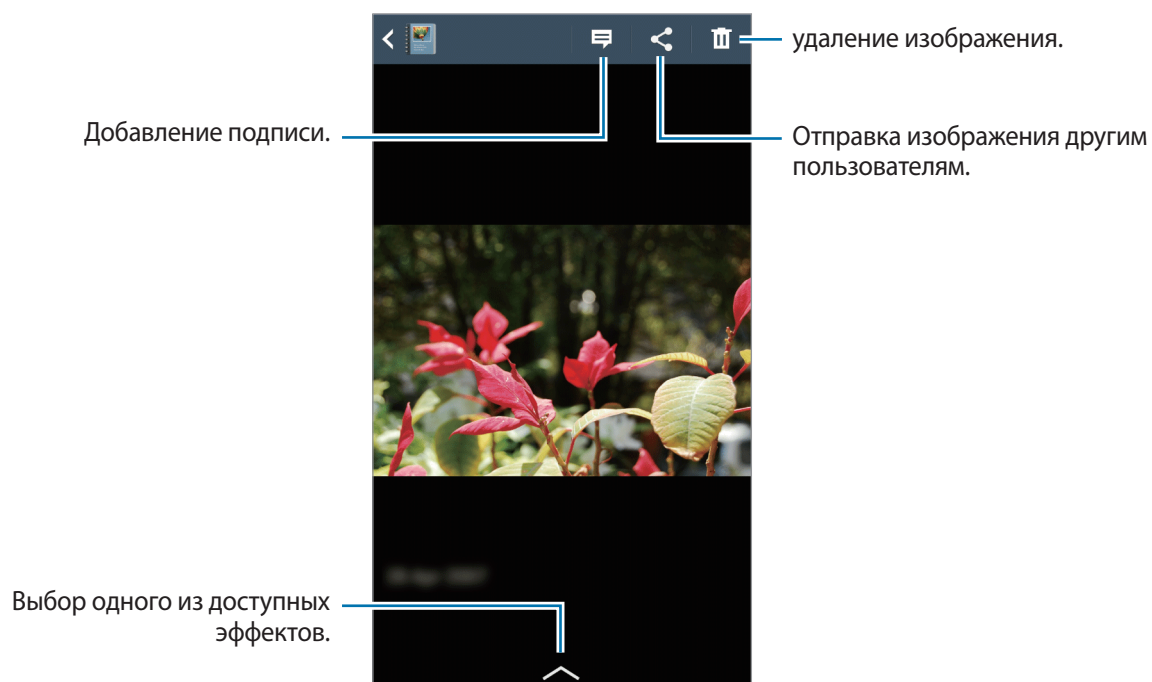 удаление изображения.
Добавление подписи.
Отправка изображения другим
пользователям.
Выбор одного из доступных
эффектов.